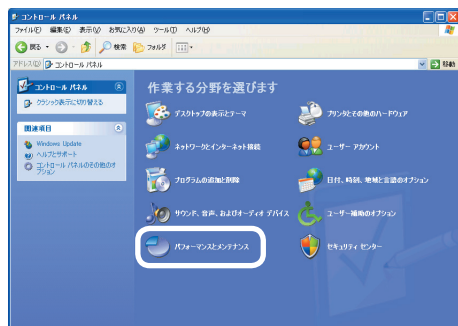 コントロール パネル
ファイル(F) 編集(E) 表示(V) お気に入り(A) ツール(T) ヘルプ(H)
戻る 検索 フォルダ
アドレス(D) コントロール パネル 移動
コントロール パネル
クラシック表示に切り替える
関連項目
Windows Update
ヘルプとサポート
コントロール パネルのその他のオプション
作業する分野を選びます
デスクトップの表示とテーマ
プリンタとその他のハードウェア
ネットワークとインターネット接続
ユーザー アカウント
プログラムの追加と削除
日付、時刻、地域と言語のオプション
サウンド、音声、およびオーディオ デバイス
ユーザー補助のオプション
パフォーマンスとメンテナンス
セキュリティ センター